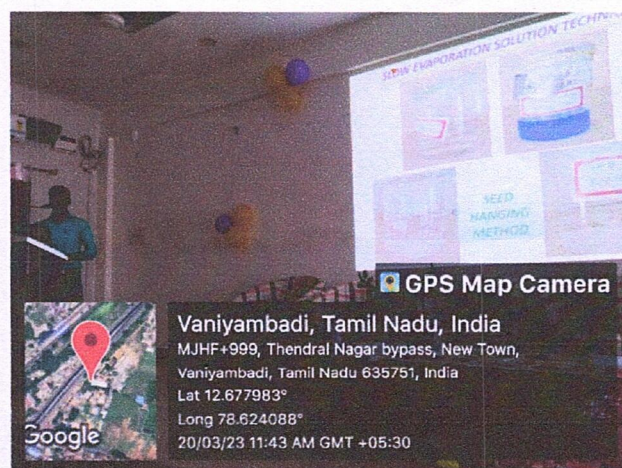 SLOW EVAPORATION SOLUTION TECHNI
SEED
HANGING
METHOD
GPS Map Camera
Vaniyambadi, Tamil Nadu, India
MJHF+999, Thendral Nagar bypass, New Town,
Vaniyambadi, Tamil Nadu 635751, India
Lat 12.677983°
Long 78.624088°
20/03/23 11:43 AM GMT +05:30
Google